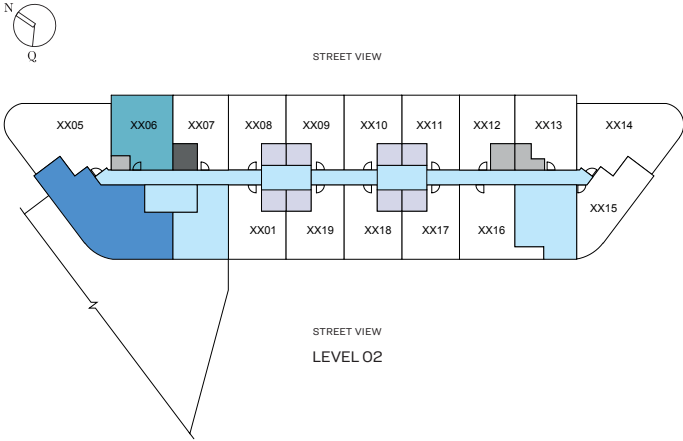 N
Q
STREET VIEW
XX05 XX06 XX07 XX08 XX09 XX10 XX11 XX12 XX13 XX14
XX15
XX01 XX19 XX18 XX17 XX16
STREET VIEW
LEVEL 02